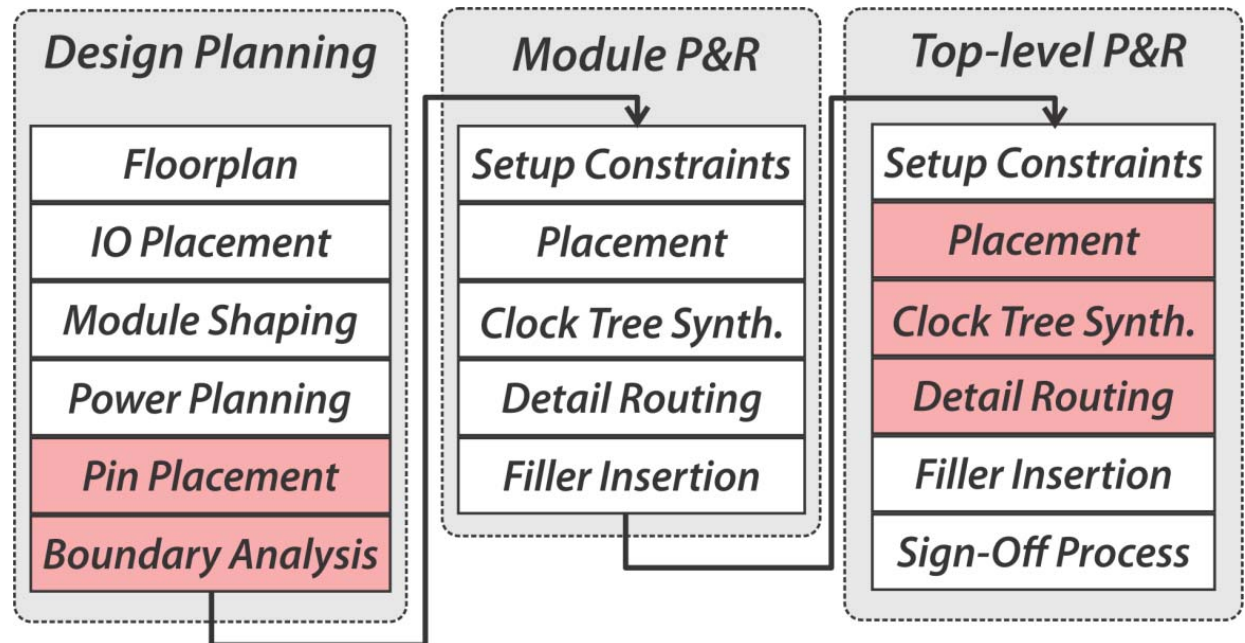 Design Planning
Floorplan
IO Placement
Module Shaping
Power Planning
Pin Placement
Boundary Analysis
Module P&R
Setup Constraints
Placement
Clock Tree Synth.
Detail Routing
Filler Insertion
Top-level P&R
Setup Constraints
Placement
Clock Tree Synth.
Detail Routing
Filler Insertion
Sign-Off Process